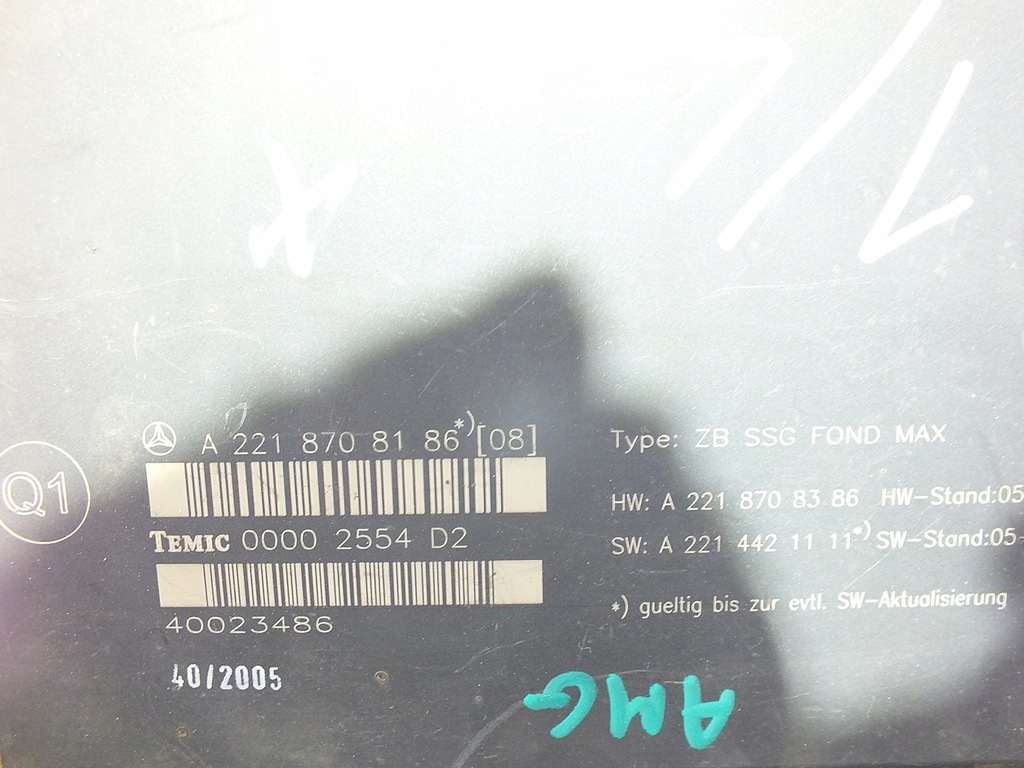 A 221 870 81 86*)[08]
Q1
TEMIC 0000 2554 D2
40023486
40/2005
Type: ZB SSG FOND MAX
HW: A 221 870 83 86 HW-Stand:05
SW: A 221 442 11 11*) SW-Stand:05-
*) gueltig bis zur evtl. SW-Aktualisierung
AMG